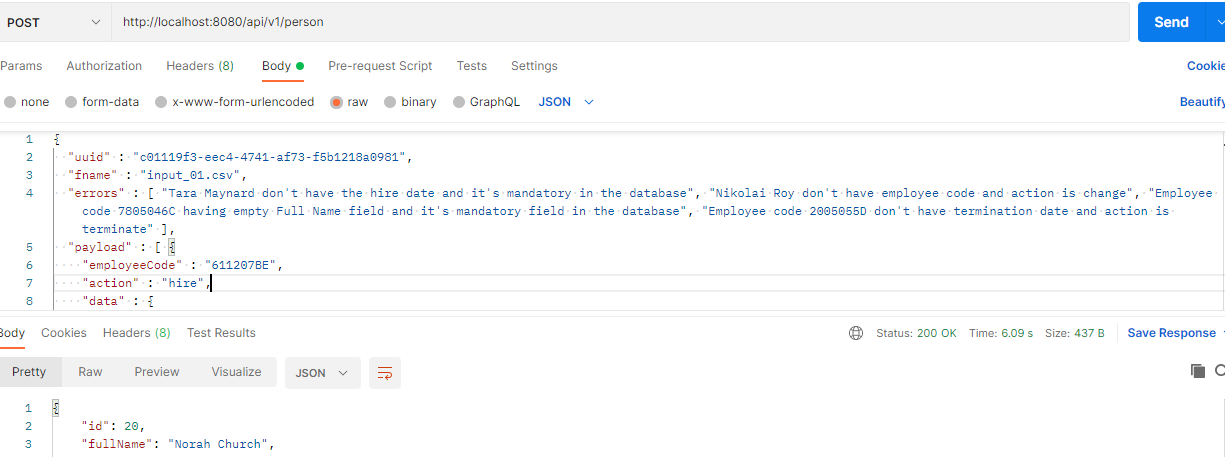 POST http://localhost:8080/api/v1/person Send
Params Authorization Headers (8) Body Pre-request Script Tests Settings Cookie
none form-data x-www-form-urlencoded raw binary GraphQL JSON Beautify
1 {
2 "uuid" : "c01119f3-eec4-4741-af73-f5b1218a0981",
3 "fname" : "input_01.csv",
4 "errors" : [ "Tara Maynard don't have the hire date and it's mandatory in the database", "Nikolai Roy don't have employee code and action is change", "Employee
code 7805046C having empty Full Name field and it's mandatory field in the database", "Employee code 2005055D don't have termination date and action is
terminate" ],
5 "payload" : [ {
6 "employeeCode" : "611207BE",
7 "action" : "hire",
8 "data" : {
Body Cookies Headers (8) Test Results Status: 200 OK Time: 6.09 s Size: 437 B Save Response
Pretty Raw Preview Visualize JSON
1 {
2 "id": 20,
3 "fullName": "Norah Church",